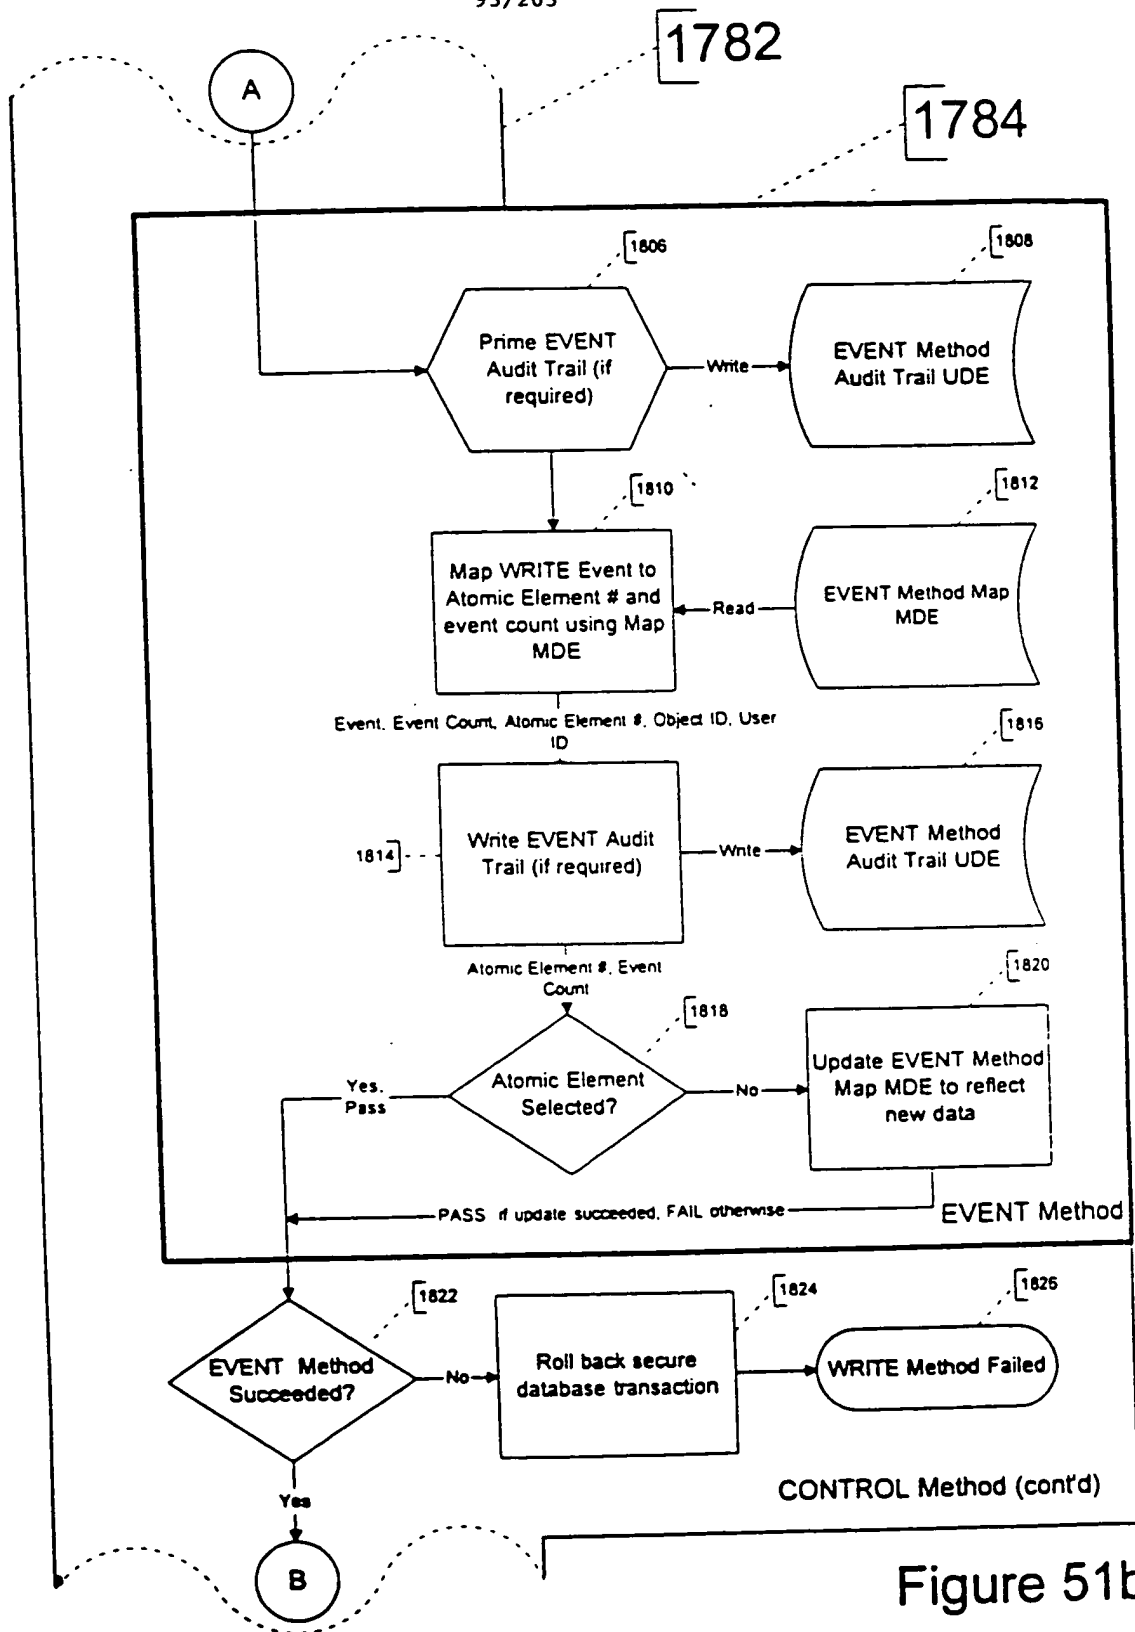 95/203
1782
A
1784
1806
1808
Prime EVENT
Audit Trail (if
required)
Write
EVENT Method
Audit Trail UDE
1810
1812
Map WRITE Event to
Atomic Element # and
event count using Map
MDE
Read
EVENT Method Map
MDE
Event, Event Count, Atomic Element #, Object ID, User
ID
1816
1814
Write EVENT Audit
Trail (if required)
Write
EVENT Method
Audit Trail UDE
Atomic Element #, Event
Count
1818
1820
Yes,
Pass
Atomic Element
Selected?
No
Update EVENT Method
Map MDE to reflect
new data
PASS if update succeeded, FAIL otherwise
EVENT Method
1822
1824
1826
EVENT Method
Succeeded?
No
Roll back secure
database transaction
WRITE Method Failed
Yes
CONTROL Method (cont'd)
B
Figure 51b